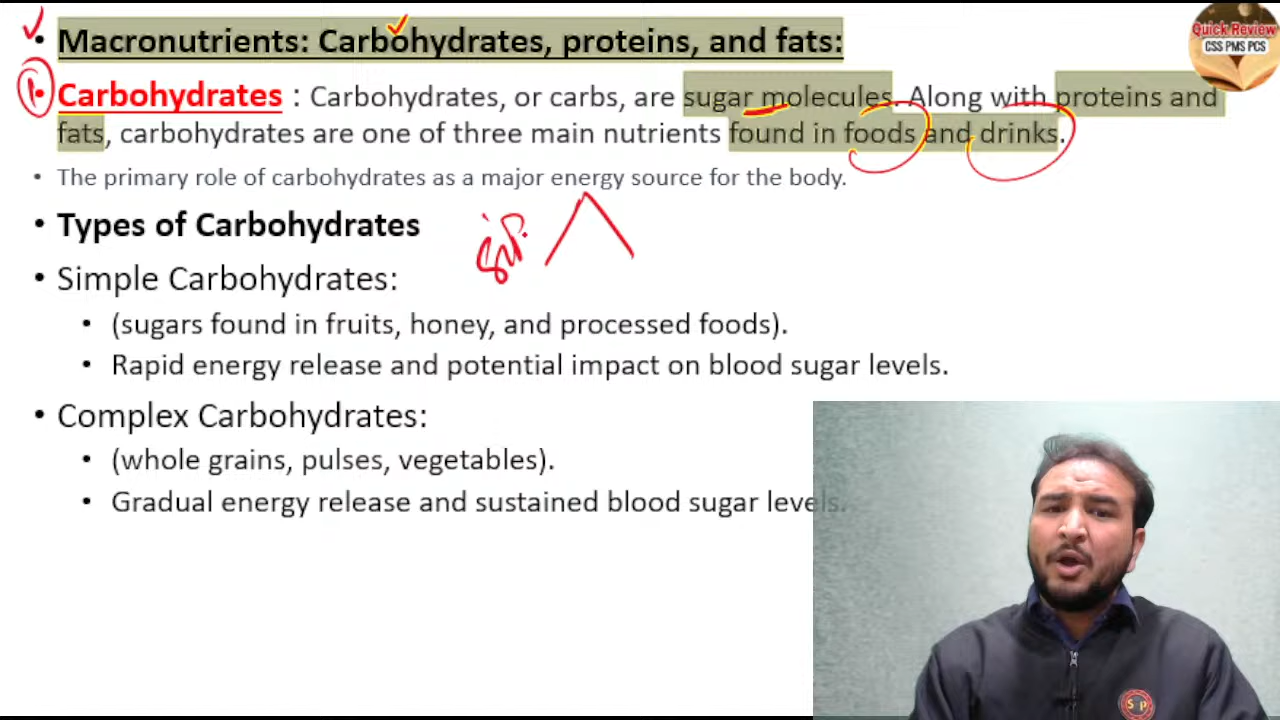 • Macronutrients: Carbohydrates, proteins, and fats:
Quick Review
CSS PMS PCS
• Carbohydrates : Carbohydrates, or carbs, are sugar molecules. Along with proteins and
fats, carbohydrates are one of three main nutrients found in foods and drinks.
• The primary role of carbohydrates as a major energy source for the body.
• Types of Carbohydrates
• Simple Carbohydrates:
• (sugars found in fruits, honey, and processed foods).
• Rapid energy release and potential impact on blood sugar levels.
• Complex Carbohydrates:
• (whole grains, pulses, vegetables).
• Gradual energy release and sustained blood sugar levels.